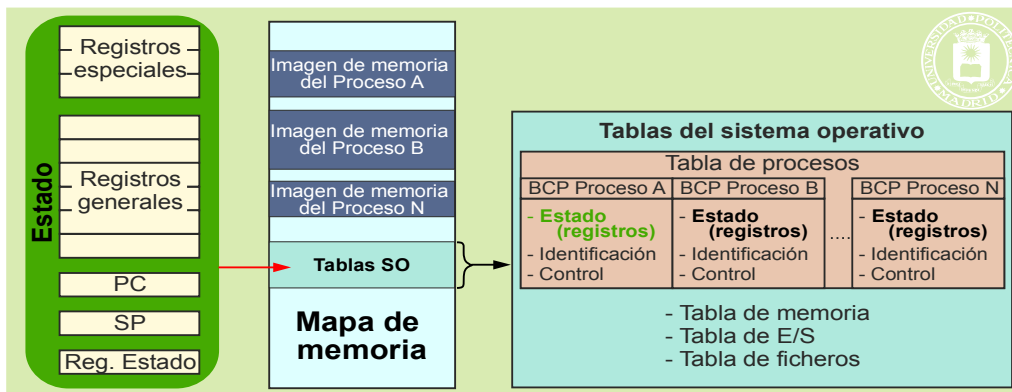 Estado
Registros
especiales
Registros
generales
PC
SP
Reg. Estado
Imagen de memoria
del Proceso A
Imagen de memoria
del Proceso B
Imagen de memoria
del Proceso N
Tablas SO
Mapa de
memoria
UNIVERSIDAD POLITÉCNICA
MADRID
Tablas del sistema operativo
Tabla de procesos
BCP Proceso A
- Estado
(registros)
- Identificación
- Control
BCP Proceso B
- Estado
(registros)
- Identificación
- Control
....
BCP Proceso N
- Estado
(registros)
- Identificación
- Control
- Tabla de memoria
- Tabla de E/S
- Tabla de ficheros